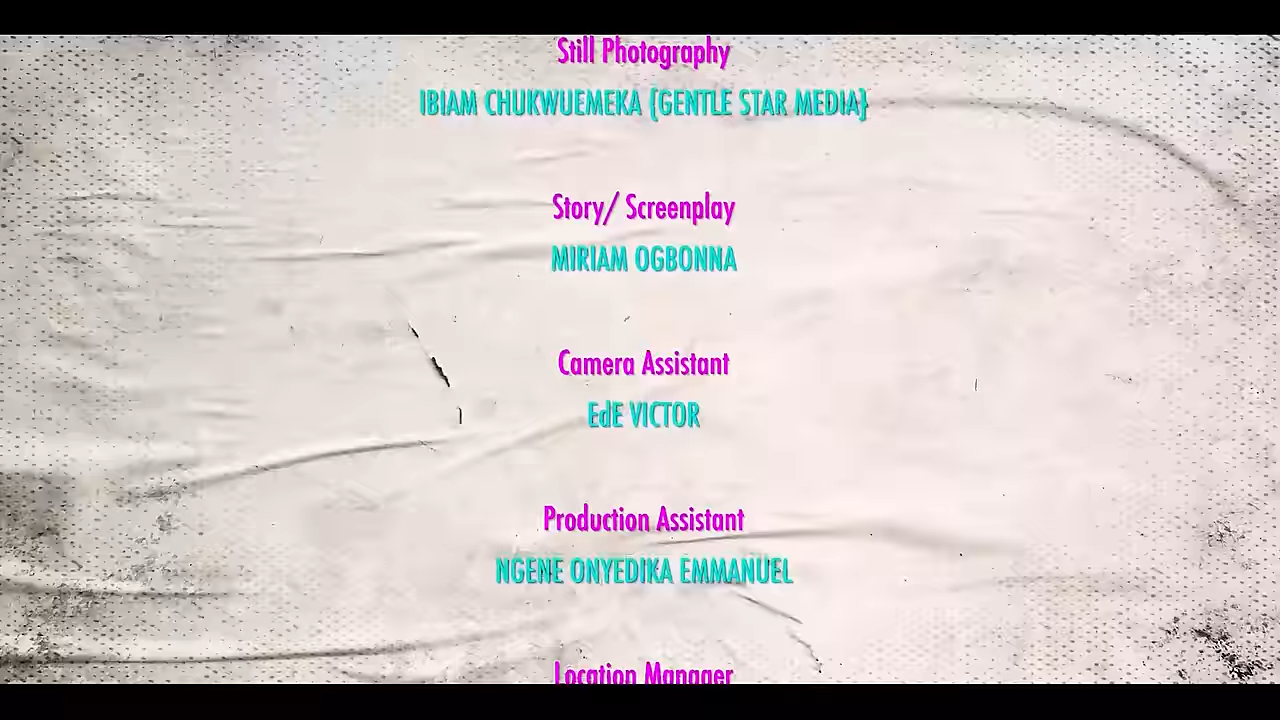 Still Photography
IBIAM CHUKWUEMEKA (GENTLE STAR MEDIA}
Story/ Screenplay
MIRIAM OGBONNA
Camera Assistant
EdE VICTOR
Production Assistant
NGENE ONYEDIKA EMMANUEL
Location Manager